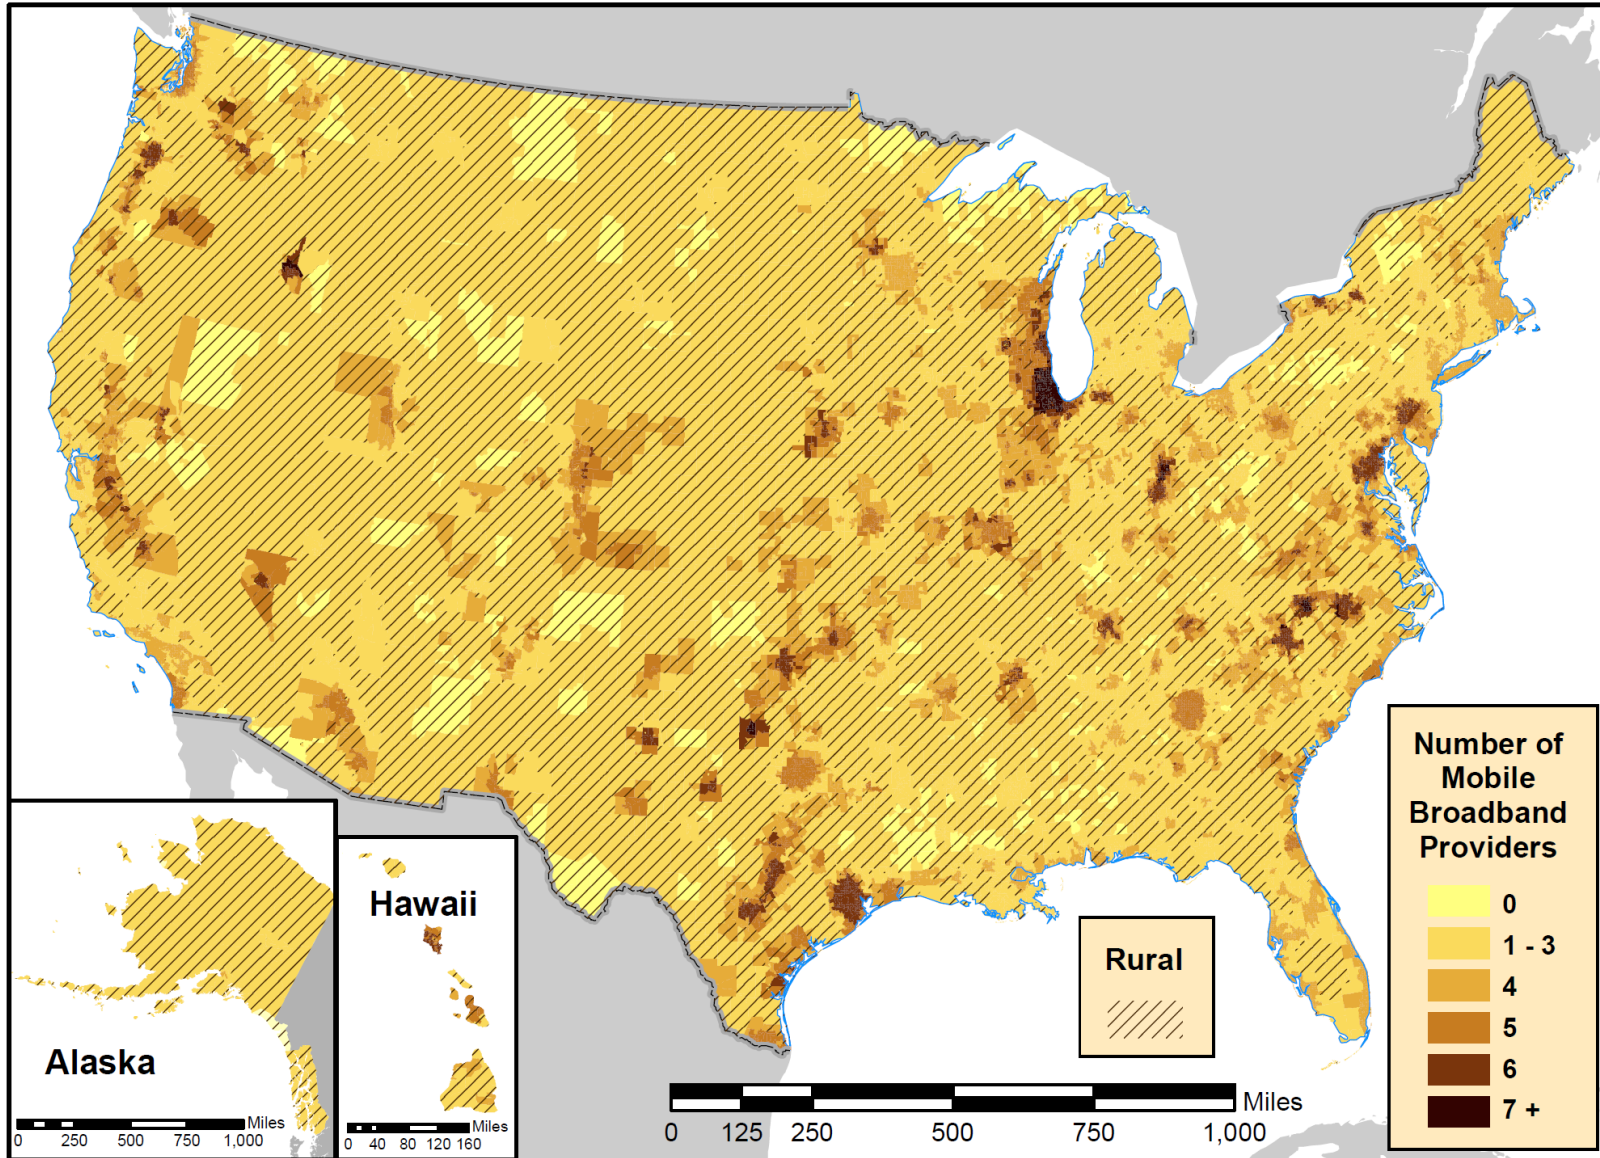 Number of
Mobile
Broadband
Providers
0
1 - 3
4
5
6
7 +
Rural
Hawaii
Alaska
Miles
0 250 500 750 1,000
Miles
0 40 80 120 160
Miles
0 125 250 500 750 1,000